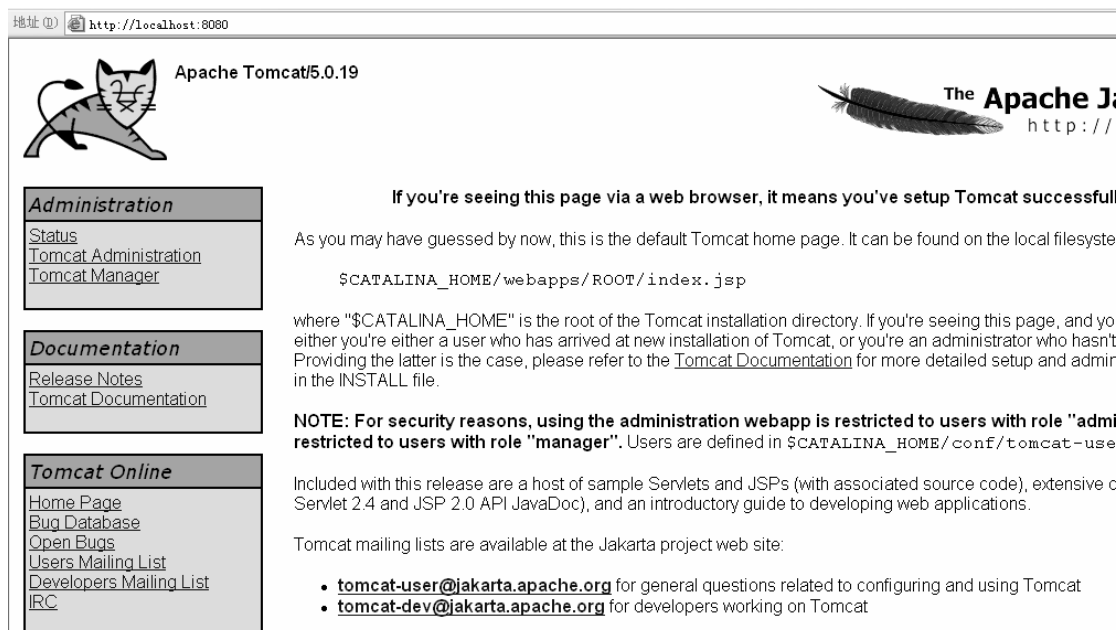 地址(D) http://localhost:8080
Apache Tomcat/5.0.19
The Apache Ja
http://
Administration
Status
Tomcat Administration
Tomcat Manager
Documentation
Release Notes
Tomcat Documentation
Tomcat Online
Home Page
Bug Database
Open Bugs
Users Mailing List
Developers Mailing List
IRC
If you're seeing this page via a web browser, it means you've setup Tomcat successfull
As you may have guessed by now, this is the default Tomcat home page. It can be found on the local filesyste
$CATALINA_HOME/webapps/ROOT/index.jsp
where "$CATALINA_HOME" is the root of the Tomcat installation directory. If you're seeing this page, and yo
either you're either a user who has arrived at new installation of Tomcat, or you're an administrator who hasn't
Providing the latter is the case, please refer to the Tomcat Documentation for more detailed setup and admin
in the INSTALL file.
NOTE: For security reasons, using the administration webapp is restricted to users with role "admi
restricted to users with role "manager". Users are defined in $CATALINA_HOME/conf/tomcat-use
Included with this release are a host of sample Servlets and JSPs (with associated source code), extensive d
Servlet 2.4 and JSP 2.0 API JavaDoc), and an introductory guide to developing web applications.
Tomcat mailing lists are available at the Jakarta project web site:
• tomcat-user@jakarta.apache.org for general questions related to configuring and using Tomcat
• tomcat-dev@jakarta.apache.org for developers working on Tomcat